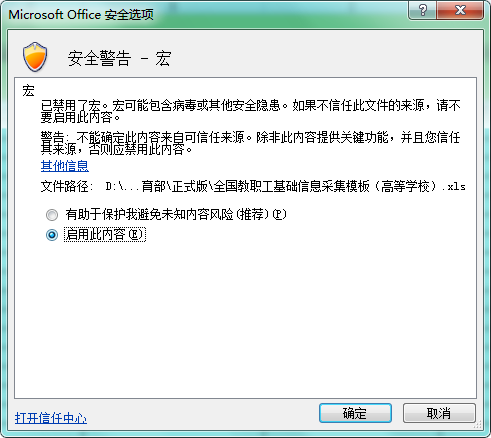 Microsoft Office 安全选项
安全警告 - 宏
宏
已禁用了宏。宏可能包含病毒或其他安全隐患。如果不信任此文件的来源，请不
要启用此内容。
警告: 不能确定此内容来自可信任来源。除非此内容提供关键功能，并且您信任
其来源，否则应禁用此内容。
其他信息
文件路径: D:\...育部\正式版\全国教职工基础信息采集模板（高等学校）.xls
有助于保护我避免未知内容风险(推荐)(P)
启用此内容(E)
打开信任中心
确定
取消